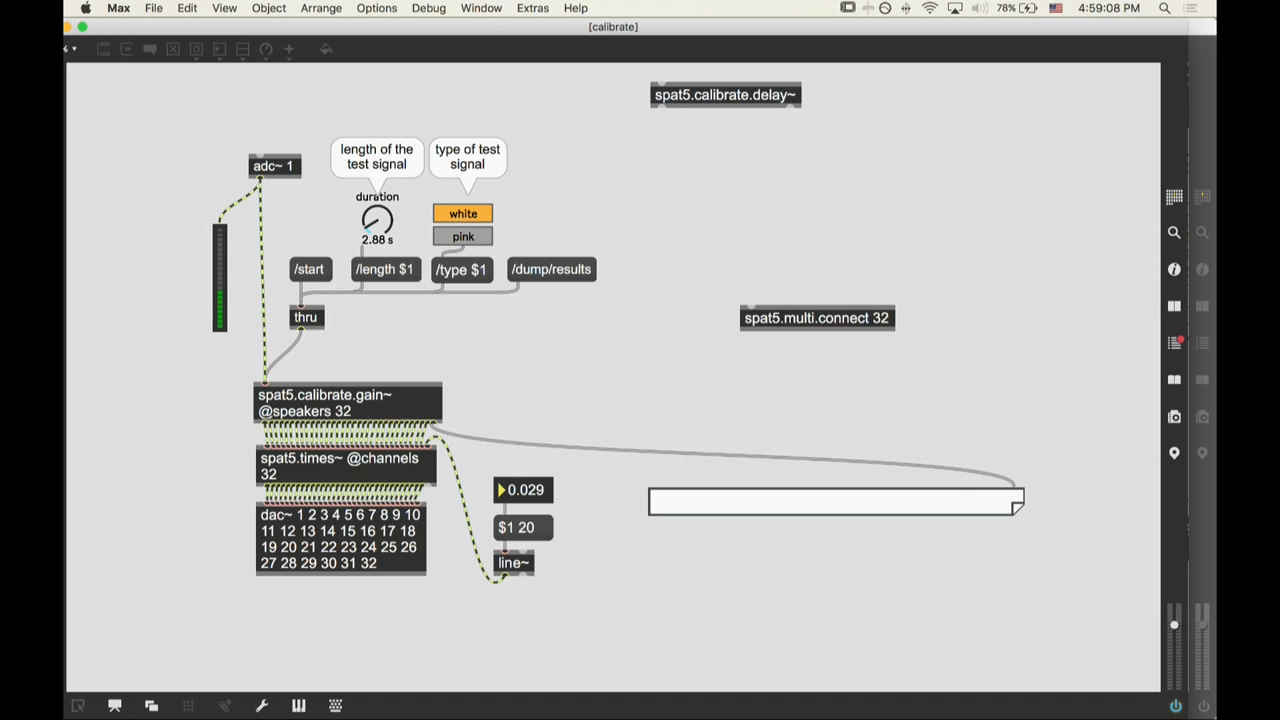 Max File Edit View Object Arrange Options Debug Window Extras Help 78% 4:59:08 PM
[calibrate]
spat5.calibrate.delay~
length of the
test signal
type of test
signal
adc~ 1
duration
2.88 s
white
pink
/start
/length $1
/type $1
/dump/results
thru
spat5.multi.connect 32
spat5.calibrate.gain~
@speakers 32
spat5.times~ @channels
32
0.029
$1 20
line~
dac~ 1 2 3 4 5 6 7 8 9 10
11 12 13 14 15 16 17 18
19 20 21 22 23 24 25 26
27 28 29 30 31 32